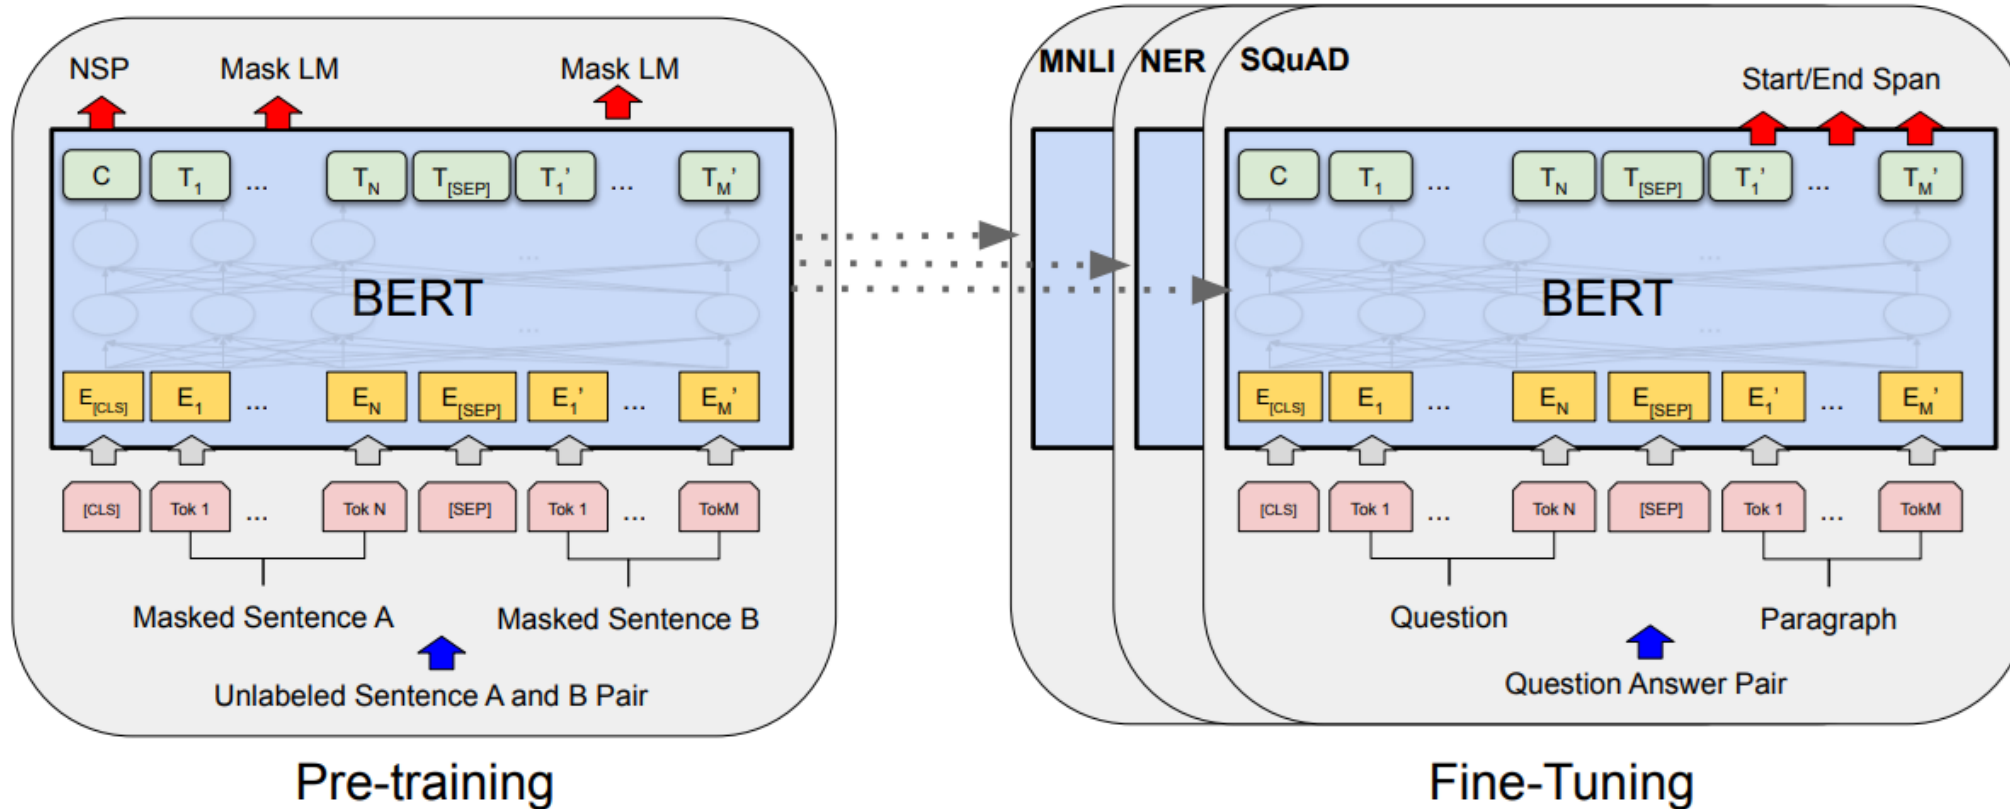 NSP Mask LM Mask LM
C T1 ... TN T[SEP] T1' ... TM'
...
BERT
...
E[CLS] E1 ... EN E[SEP] E1' ... EM'
[CLS] Tok 1 ... Tok N [SEP] Tok 1 ... TokM
Masked Sentence A Masked Sentence B
Unlabeled Sentence A and B Pair
Pre-training
MNLI NER SQuAD
Start/End Span
C T1 ... TN T[SEP] T1' ... TM'
...
BERT
...
E[CLS] E1 ... EN E[SEP] E1' ... EM'
[CLS] Tok 1 ... Tok N [SEP] Tok 1 ... TokM
Question Paragraph
Question Answer Pair
Fine-Tuning